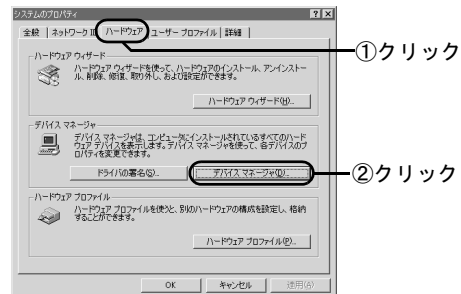 システムのプロパティ
全般 ネットワーク ID ハードウェア ユーザー プロファイル 詳細
①クリック
ハードウェア ウィザード
ハードウェア ウィザードを使って、ハードウェアのインストール、アンインストー
ル、削除、修復、取り外し、および設定ができます。
ハードウェア ウィザード(H)...
デバイス マネージャ
デバイス マネージャは、コンピュータにインストールされているすべてのハード
ウェア デバイスを表示します。デバイス マネージャを使って、各デバイスのプ
ロパティを変更できます。
ドライバの署名(S)...
デバイス マネージャ(D)...
②クリック
ハードウェア プロファイル
ハードウェア プロファイルを使うと、別のハードウェアの構成を設定し、格納
することができます。
ハードウェア プロファイル(P)...
OK キャンセル 適用(A)